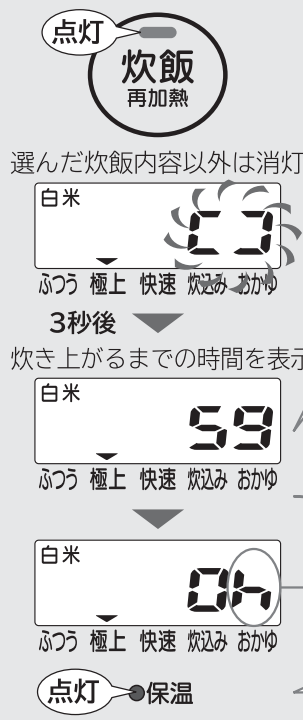 点灯
炊飯
再加熱
選んだ炊飯内容以外は消灯
白米
ふつう 極上 快速 炊込み おかゆ
3秒後
炊き上がるまでの時間を表示
白米
59
ふつう 極上 快速 炊込み おかゆ
白米
0h
ふつう 極上 快速 炊込み おかゆ
点灯
保温